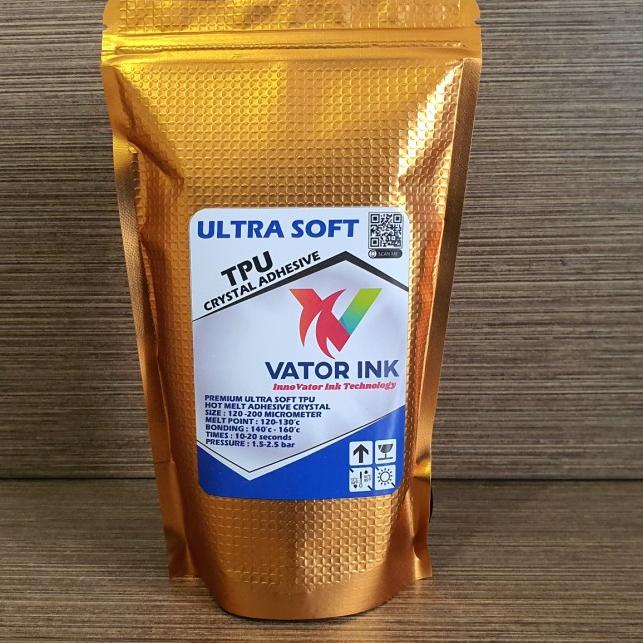 ULTRA SOFT
SCAN ME
TPU
CRYSTAL ADHESIVE
VATOR INK
InnoVator Ink Technology
PREMIUM ULTRA SOFT TPU
HOT MELT ADHESIVE CRYSTAL
SIZE : 120 -200 MICROMETER
MELT POINT : 120-130'c
BONDING : 140'c - 160'c
TIMES : 10-20 seconds
PRESSURE : 1.5-2.5 bar